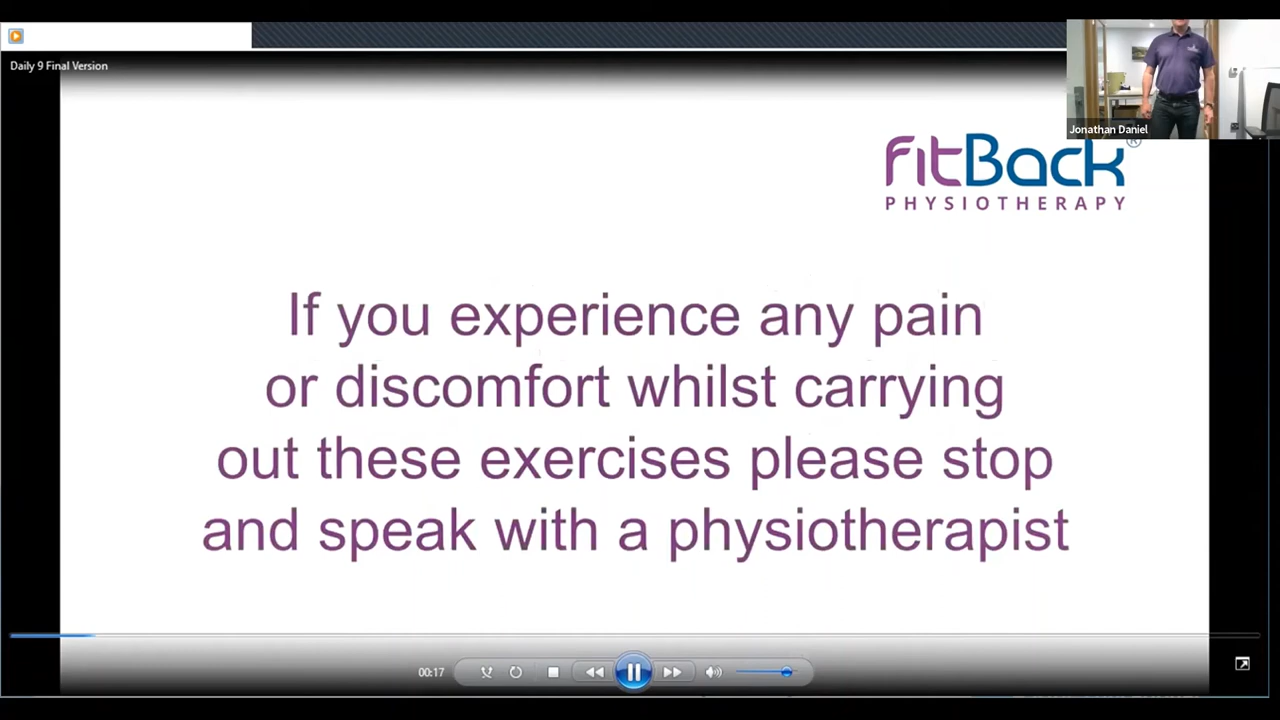 Daily 9 Final Version
Jonathan Daniel
fitBack®
PHYSIOTHERAPY
If you experience any pain
or discomfort whilst carrying
out these exercises please stop
and speak with a physiotherapist
00:17